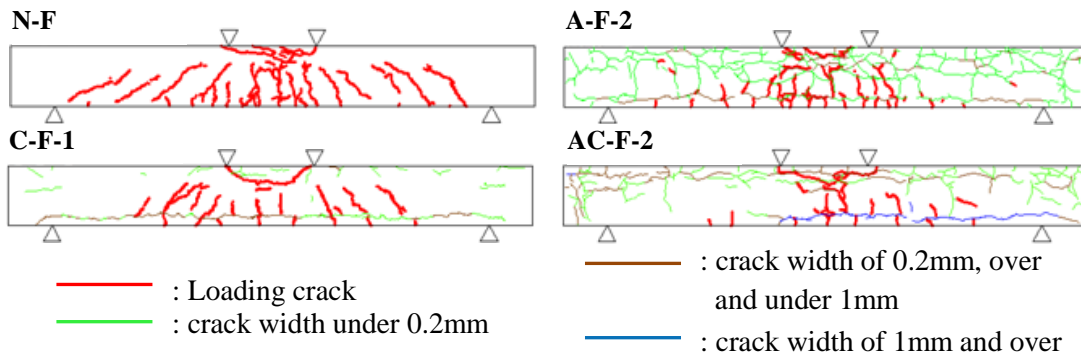 N-F
A-F-2
C-F-1
AC-F-2
: Loading crack
: crack width under 0.2mm
: crack width of 0.2mm, over
and under 1mm
: crack width of 1mm and over